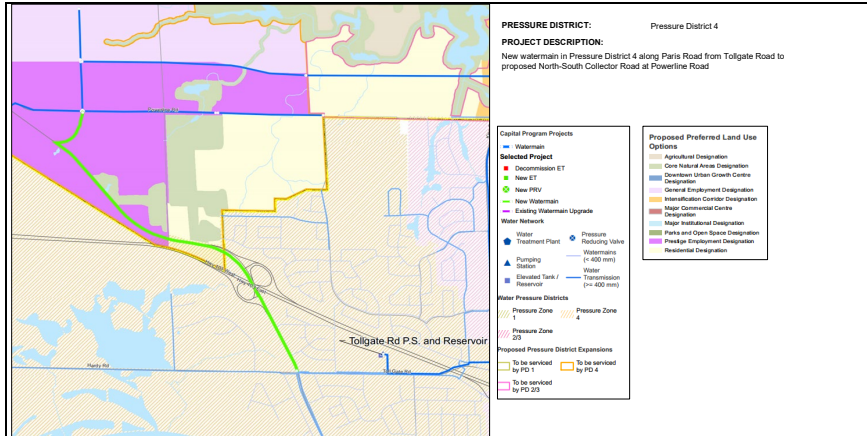 PRESSURE DISTRICT: Pressure District 4
PROJECT DESCRIPTION:
New watermain in Pressure District 4 along Paris Road from Tollgate Road to
proposed North-South Collector Road at Powerline Road
Tollgate Rd P.S. and Reservoir
Hardy Rd
Capital Program Projects
Watermain
Selected Project
Decommission ET
New ET
New PRV
New Watermain
Existing Watermain Upgrade
Water Network
Water
Treatment Plant
Pressure
Reducing Valve
Pumping
Station
Watermains
(< 400 mm)
Elevated Tank /
Reservoir
Water
Transmission
(>= 400 mm)
Water Pressure Districts
Pressure Zone
1
Pressure Zone
4
Pressure Zone
2/3
Proposed Pressure District Expansions
To be serviced
by PD 1
To be serviced
by PD 4
To be serviced
by PD 2/3
Proposed Preferred Land Use
Options
Agricultural Designation
Core Natural Areas Designation
Downtown Urban Growth Centre
Designation
General Employment Designation
Intensification Corridor Designation
Major Commercial Centre
Designation
Major Institutional Designation
Parks and Open Space Designation
Prestige Employment Designation
Residential Designation